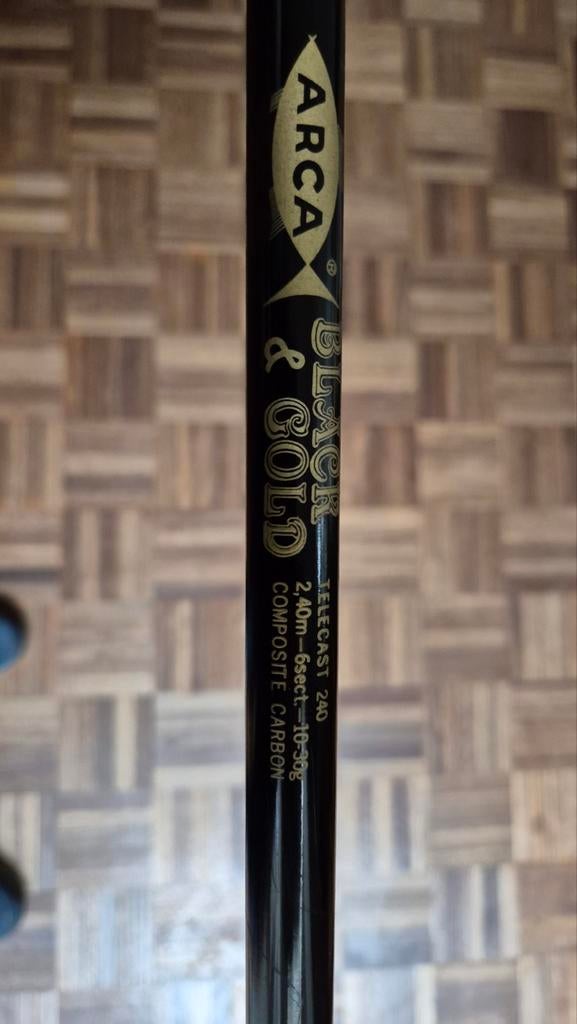 ARCA®
BLACK
& GOLD
TELECAST 240
2,40m—6sect.—10-30g
COMPOSITE CARBON